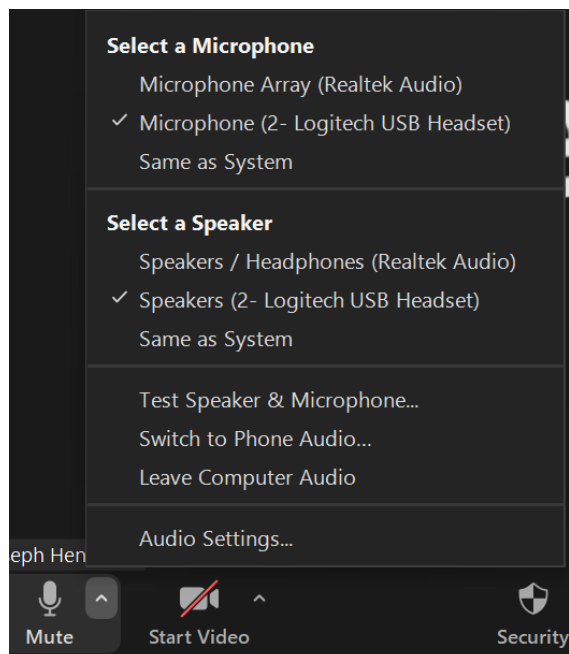 Select a Microphone
Microphone Array (Realtek Audio)
Microphone (2- Logitech USB Headset)
Same as System
Select a Speaker
Speakers / Headphones (Realtek Audio)
Speakers (2- Logitech USB Headset)
Same as System
Test Speaker & Microphone...
Switch to Phone Audio...
Leave Computer Audio
Audio Settings...
eph Hen
Mute
Start Video
Security